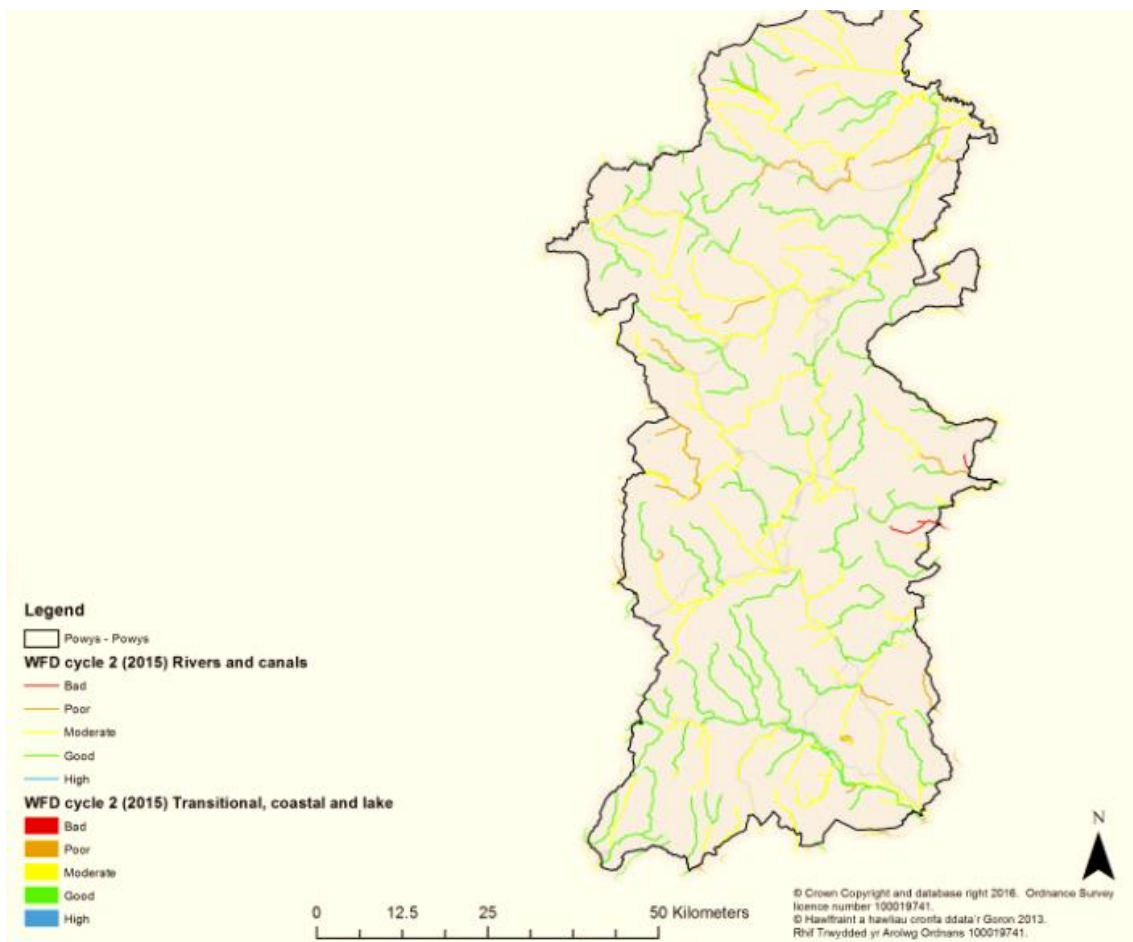 Legend
Powys - Powys
WFD cycle 2 (2015) Rivers and canals
Bad
Poor
Moderate
Good
High
WFD cycle 2 (2015) Transitional, coastal and lake
Bad
Poor
Moderate
Good
High
0 12.5 25 50 Kilometers
N
© Crown Copyright and database right 2016. Ordnance Survey
licence number 100019741.
© Hawlfraint a hawliau cronfa ddata'r Goron 2013.
Rhif Trwydded yr Arolwg Ordnans 100019741.